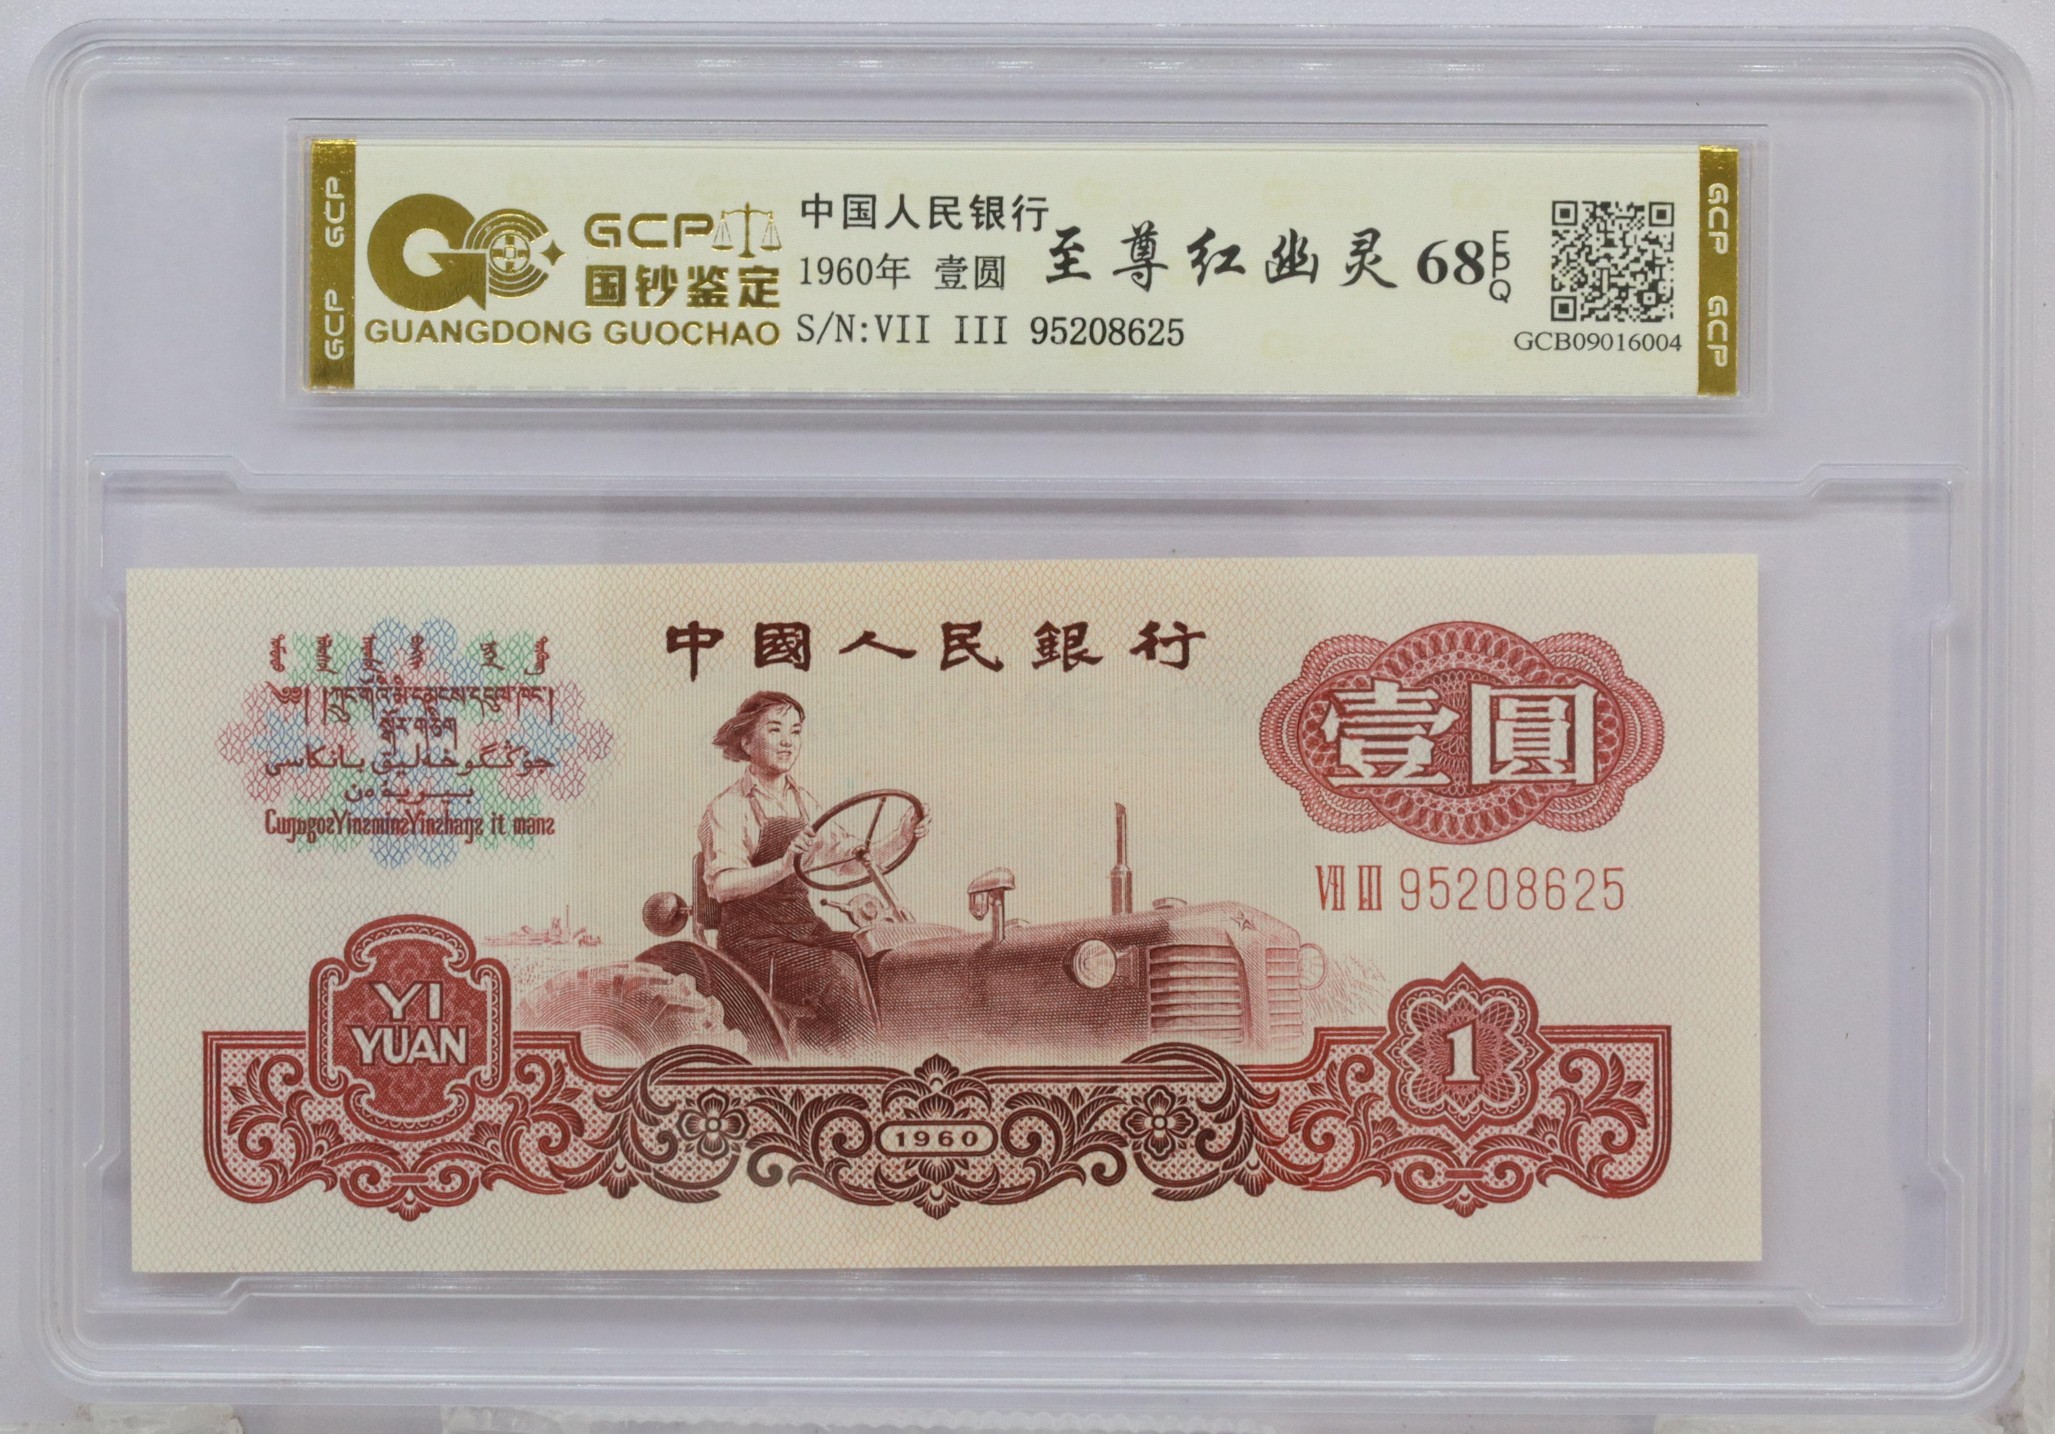 GCP GCP
GCP
国钞鉴定
GUANGDONG GUOCHAO
中国人民银行
1960年 壹圆
至尊红幽灵 68 EPQ
S/N:VII III 95208625
GCB09016004
GCP GCP
中國人民銀行
壹圓
VII III 95208625
YI
YUAN
1960
1